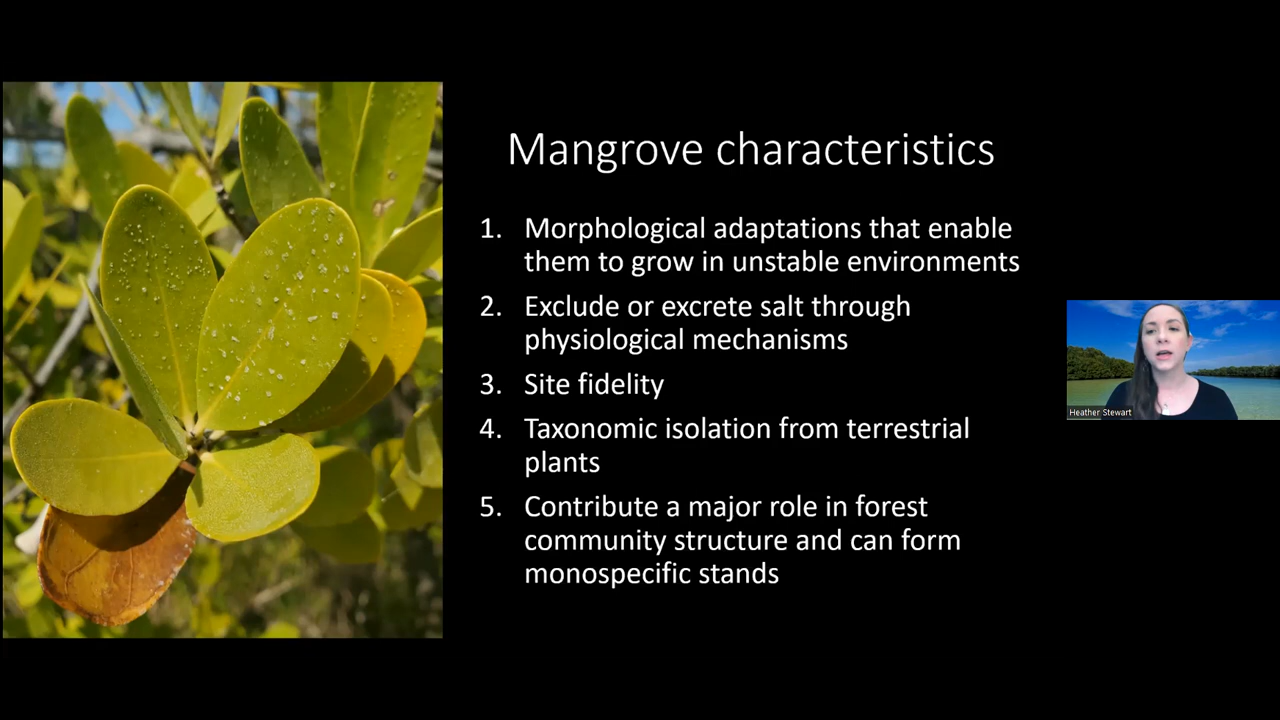 Mangrove characteristics
1. Morphological adaptations that enable
them to grow in unstable environments
2. Exclude or excrete salt through
physiological mechanisms
3. Site fidelity
4. Taxonomic isolation from terrestrial
plants
5. Contribute a major role in forest
community structure and can form
monospecific stands
Heather Stewart